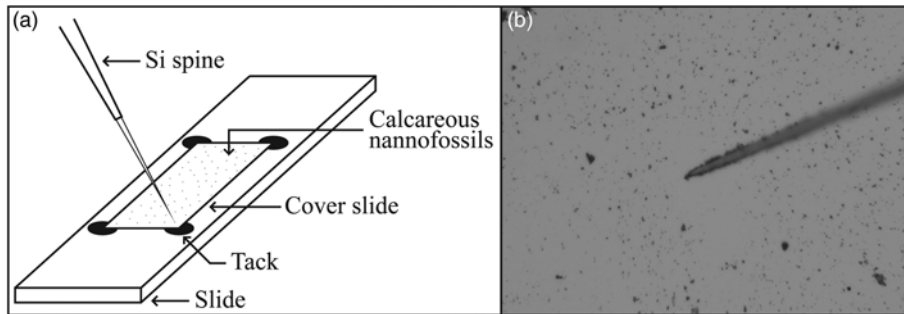 (a)
Si spine
Calcareous
nannofossils
Cover slide
Tack
Slide
(b)